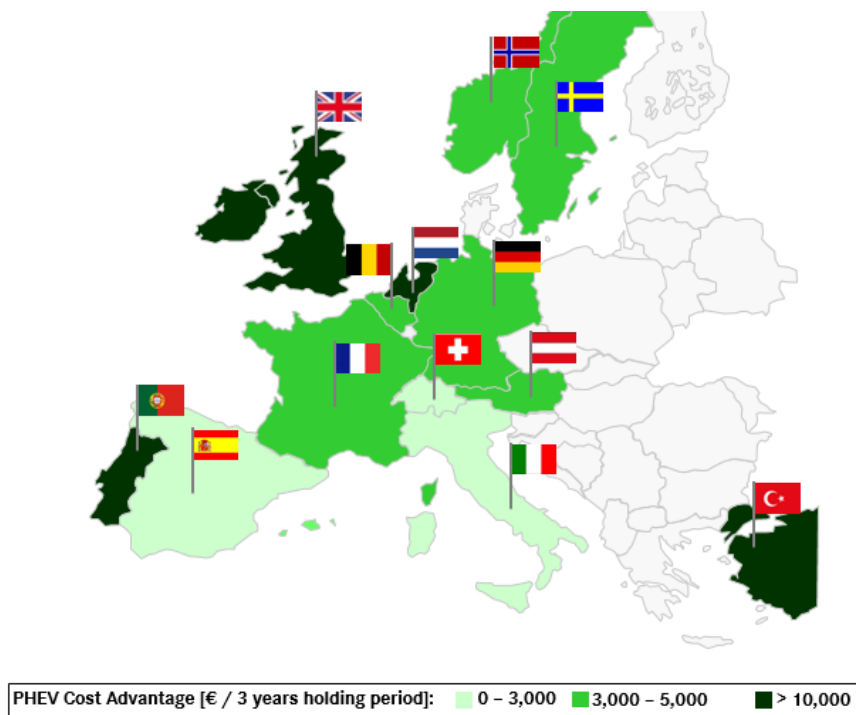 PHEV Cost Advantage [€ / 3 years holding period]: 0 – 3,000 3,000 – 5,000 > 10,000